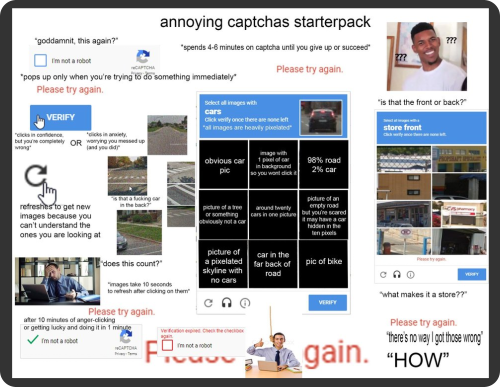 annoying captchas starterpack
"goddamnit, this again?"
I'm not a robot
reCAPTCHA
Privacy - Terms
*spends 4-6 minutes on captcha until you give up or succeed*
???
???
*pops up only when you're trying to do something immediately*
Please try again.
Please try again.
VERIFY
*clicks in confidence,
but you're completely
wrong*
OR
*clicks in anxiety,
worrying you messed up
(and you did)*
Select all images with
cars
Click verify once there are none left
*all images are heavily pixelated*
obvious car
pic
image with
1 pixel of car
in background
so you wont click it
98% road
2% car
picture of a tree
or something
obviously not a car
around twenty
cars in one picture
picture of an
empty road
but you're scared
it may have a car
hidden in the
ten pixels
picture of
a pixelated
skyline with
no cars
car in the
far back of
road
pic of bike
VERIFY
"is that the front or back?"
Select all images with a
store front
Click verify once there are none left.
pharmacy
Please try again.
VERIFY
"is that a fucking car
in the back?"
refreshes to get new
images because you
can't understand the
ones you are looking at
"does this count?"
*images take 10 seconds
to refresh after clicking on them*
"what makes it a store??"
Please try again.
Please try again.
after 10 minutes of anger-clicking
or getting lucky and doing it in 1 minute
I'm not a robot
reCAPTCHA
Privacy - Terms
Verification expired. Check the checkbox
again.
I'm not a robot
Please gain.
"there's no way I got those wrong"
"HOW"